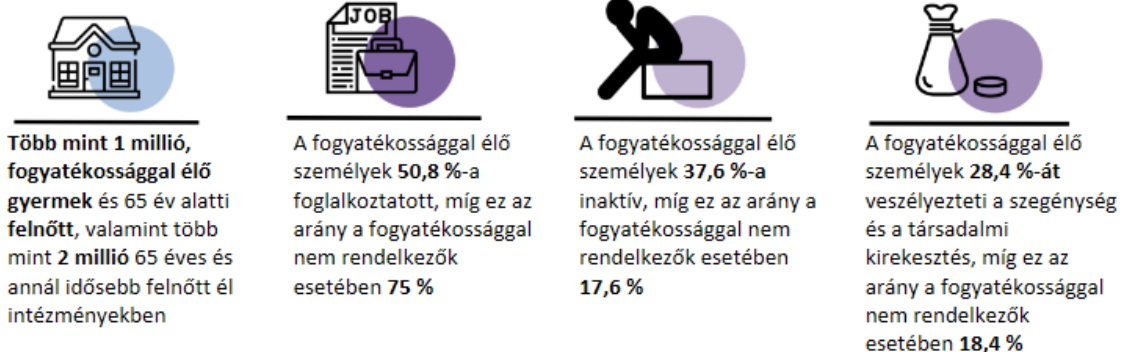 Több mint 1 millió,
fogyatékossággal élő
gyermek és 65 év alatti
felnőtt, valamint több
mint 2 millió 65 éves és
annál idősebb felnőtt él
intézményekben
JOB
A fogyatékossággal élő
személyek 50,8 %-a
foglalkoztatott, míg ez az
arány a fogyatékossággal
nem rendelkezők
esetében 75 %
A fogyatékossággal élő
személyek 37,6 %-a
inaktív, míg ez az arány a
fogyatékossággal nem
rendelkezők esetében
17,6 %
A fogyatékossággal élő
személyek 28,4 %-át
veszélyezteti a szegénység
és a társadalmi
kirekesztés, míg ez az
arány a fogyatékossággal
nem rendelkezők
esetében 18,4 %